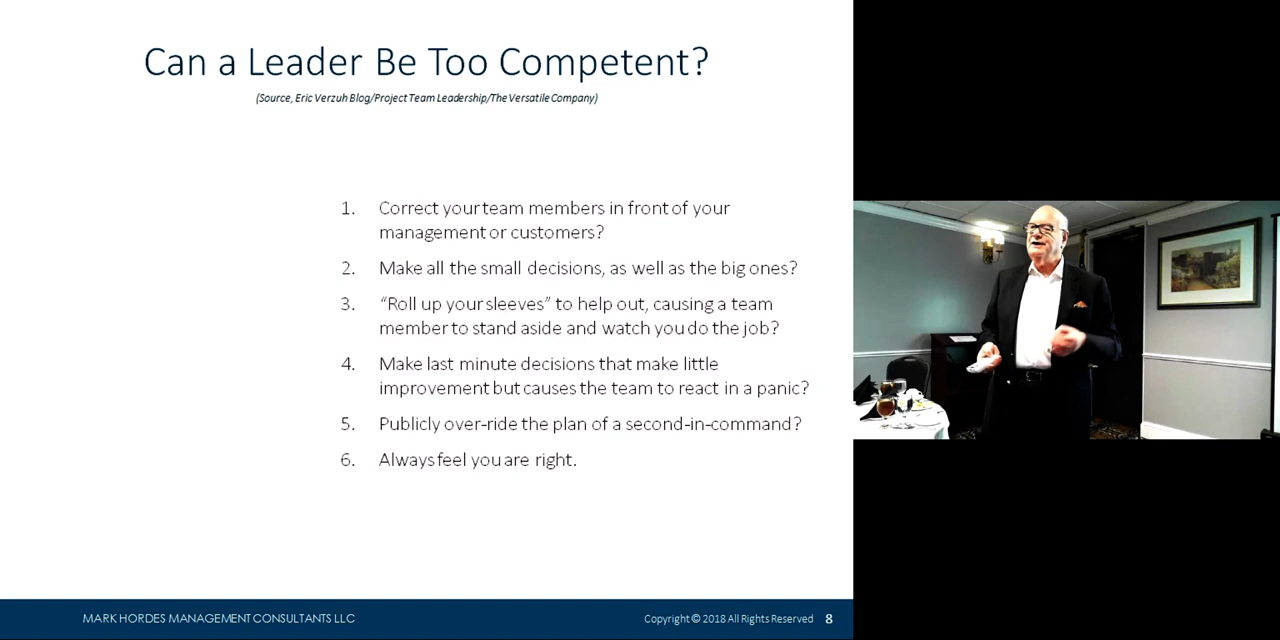 Can a Leader Be Too Competent?
(Source, Eric Verzuh Blog/Project Team Leadership/The Versatile Company)
1. Correct your team members in front of your
management or customers?
2. Make all the small decisions, as well as the big ones?
3. “Roll up your sleeves” to help out, causing a team
member to stand aside and watch you do the job?
4. Make last minute decisions that make little
improvement but causes the team to react in a panic?
5. Publicly over-ride the plan of a second-in-command?
6. Always feel you are right.
MARK HORDES MANAGEMENT CONSULTANTS LLC
Copyright © 2018 All Rights Reserved 8